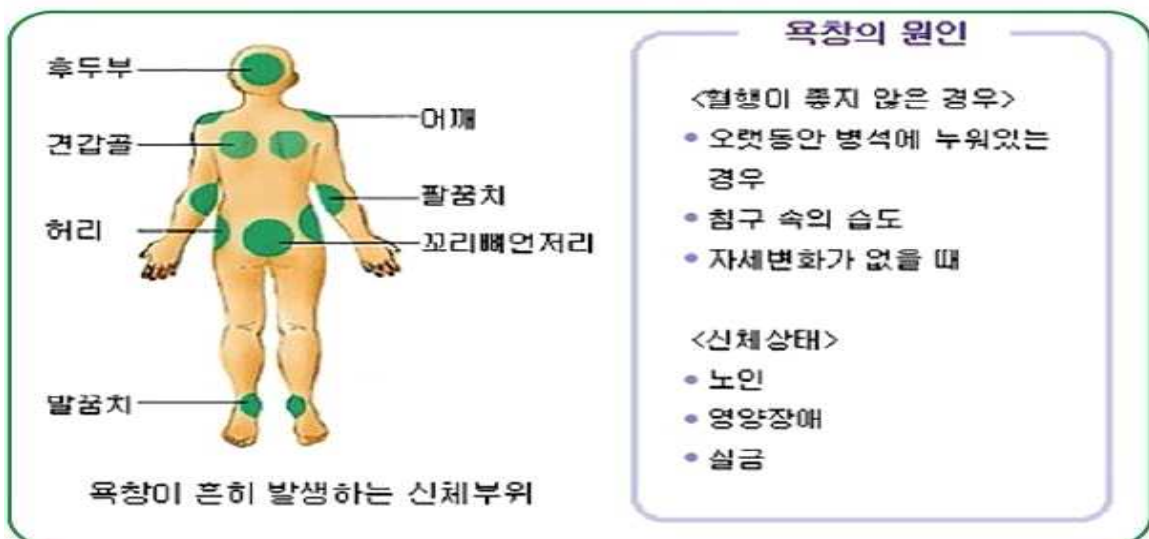 후두부
어깨
견갑골
팔꿈치
허리
꼬리뼈언저리
발꿈치
욕창이 흔히 발생하는 신체부위
욕창의 원인
<혈행이 좋지 않은 경우>
• 오랫동안 병석에 누워있는
경우
• 침구 속의 습도
• 자세변화가 없을 때
<신체상태>
• 노인
• 영양장애
• 실금